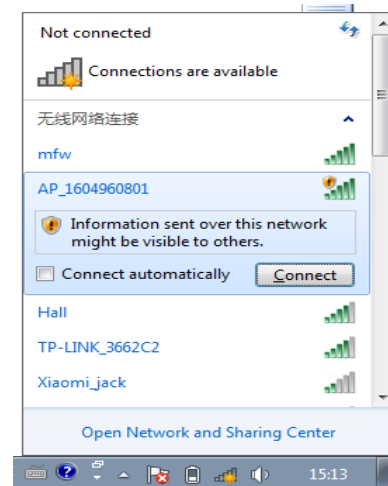 Not connected
Connections are available
无线网络连接
mfw
AP_1604960801
Information sent over this network
might be visible to others.
Connect automatically
Connect
Hall
TP-LINK_3662C2
Xiaomi_jack
Open Network and Sharing Center
15:13